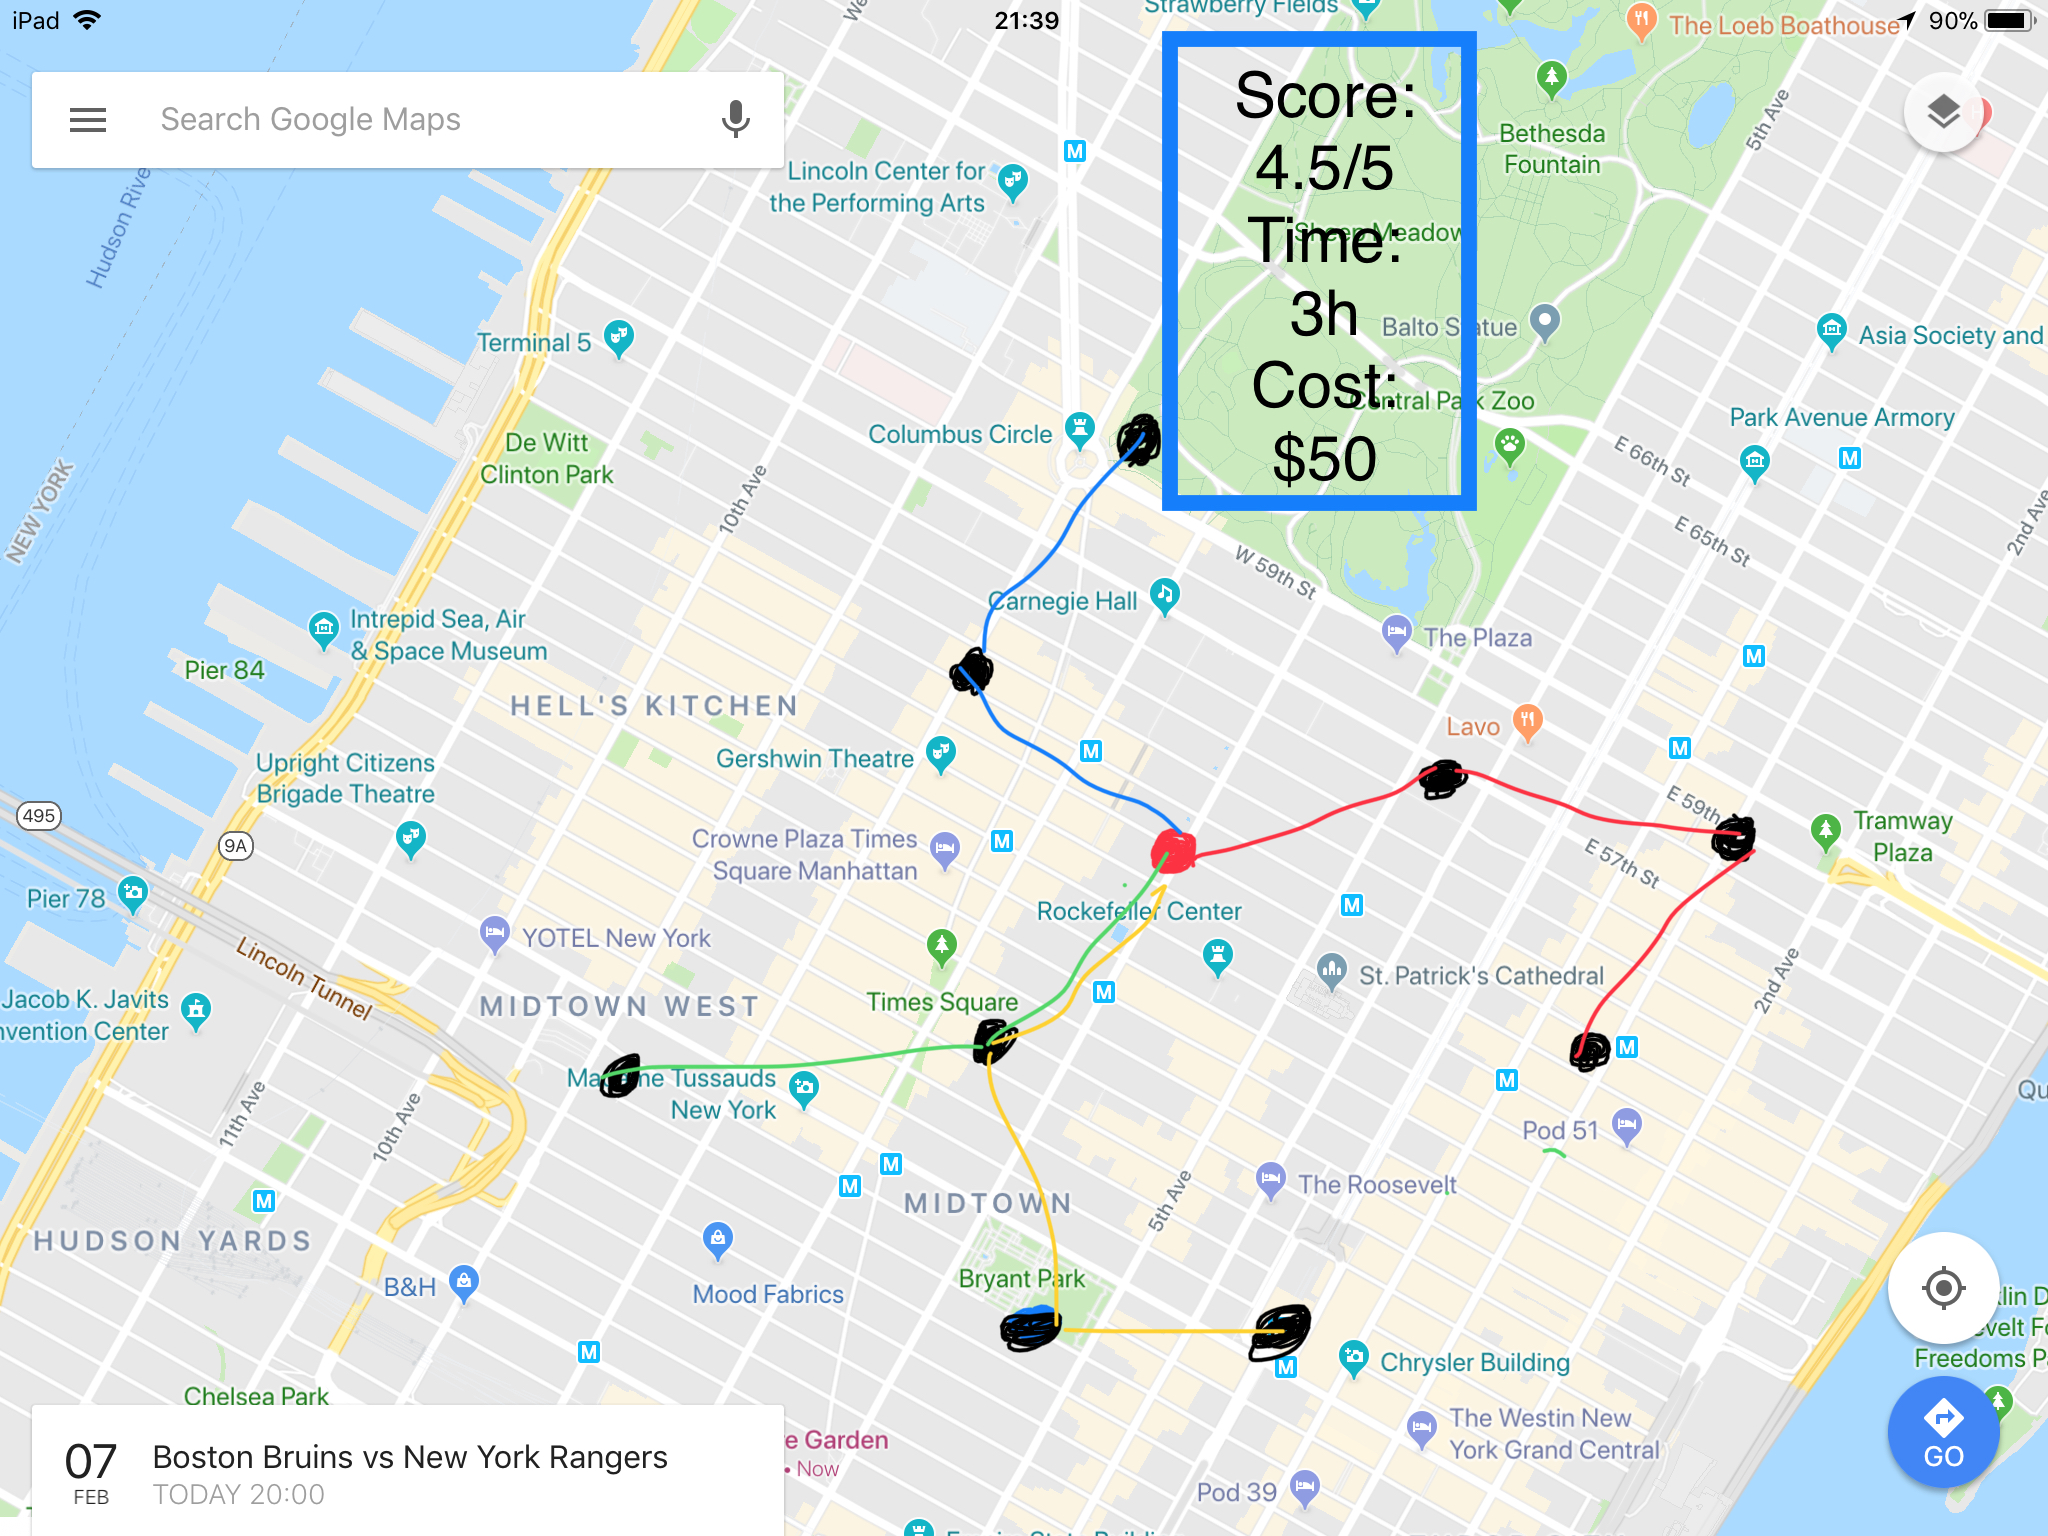 iPad
21:39
90%
Strawberry Fields
The Loeb Boathouse
Search Google Maps
Score:
4.5/5
Time:
3h
Cost:
$50
Bethesda
Fountain
5th Ave
Hudson River
Lincoln Center for
the Performing Arts
M
Sheep Meadow
Balto Statue
Terminal 5
Asia Society and
Central Park Zoo
Park Avenue Armory
M
Columbus Circle
De Witt
Clinton Park
NEW YORK
10th Ave
E 66th St
E 65th St
2nd Ave
W 59th St
Carnegie Hall
Intrepid Sea, Air
& Space Museum
Pier 84
The Plaza
M
HELL'S KITCHEN
Lavo
M
Gershwin Theatre
M
Upright Citizens
Brigade Theatre
495
9A
Crowne Plaza Times
Square Manhattan
M
E 59th
E 57th St
Tramway
Plaza
Pier 78
Rockefeller Center
M
YOTEL New York
Lincoln Tunnel
St. Patrick's Cathedral
2nd Ave
Jacob K. Javits
nvention Center
MIDTOWN WEST
Times Square
M
M
M
Madame Tussauds
New York
11th Ave
10th Ave
Pod 51
Qu
M
M
M
MIDTOWN
5th Ave
The Roosevelt
HUDSON YARDS
B&H
Mood Fabrics
Bryant Park
M
M
Chrysler Building
klin D
evelt Fo
Freedoms P
Chelsea Park
GO
07
FEB
Boston Bruins vs New York Rangers
TODAY 20:00
e Garden
• Now
The Westin New
York Grand Central
Pod 39